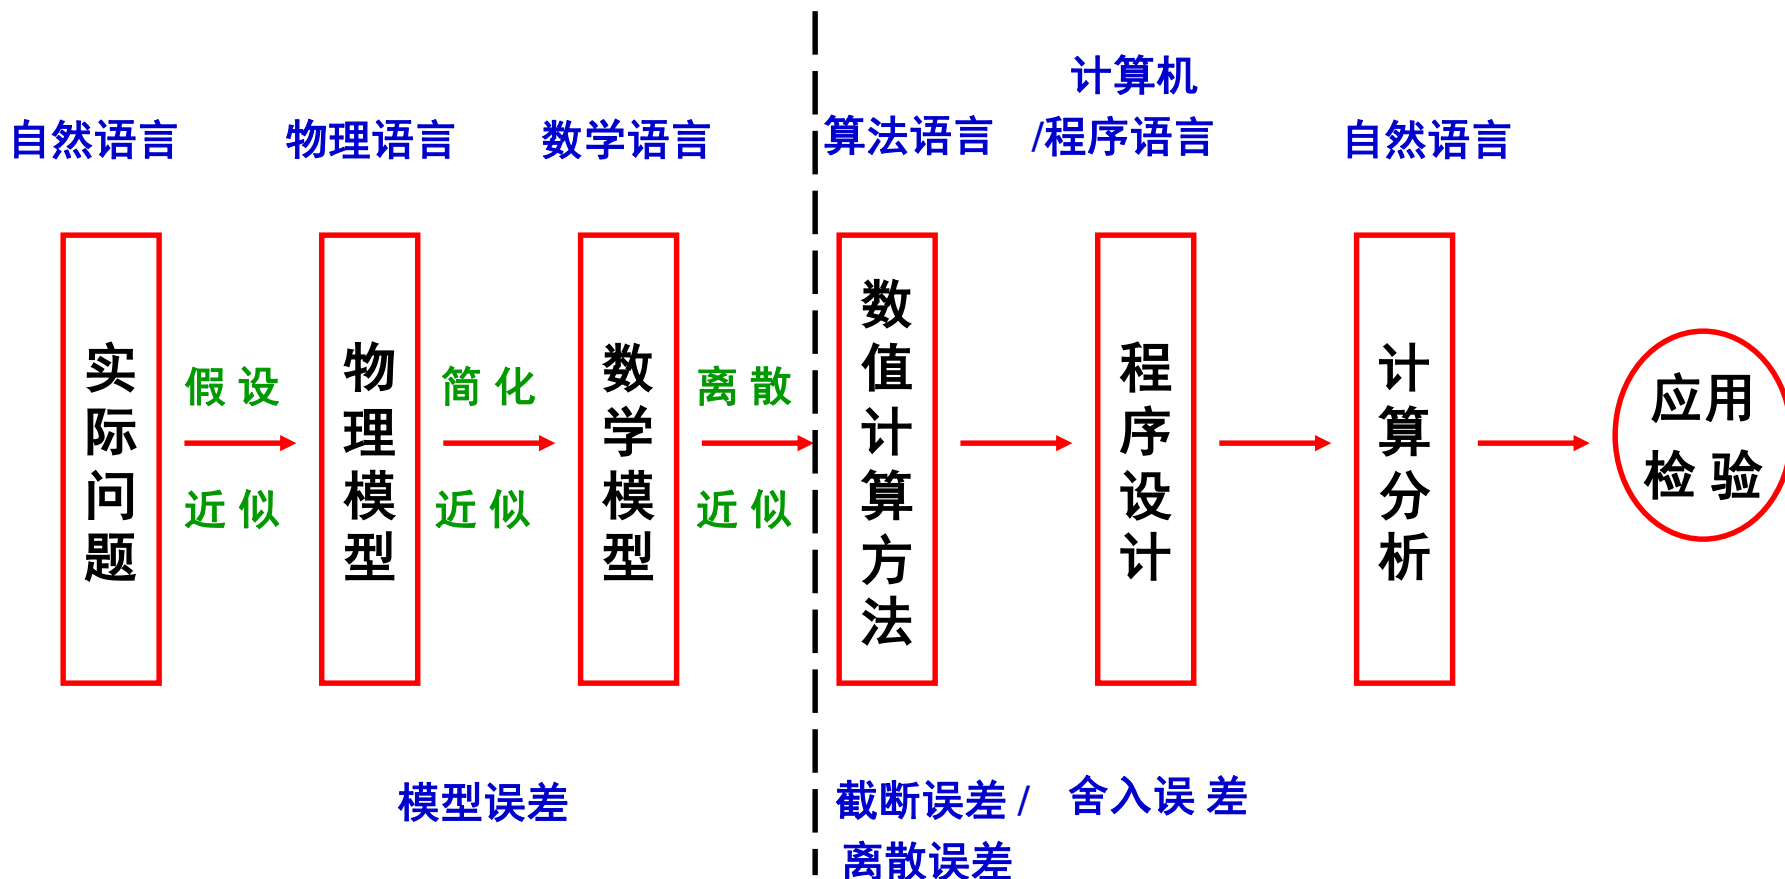 计算机
自然语言 物理语言 数学语言 算法语言 /程序语言 自然语言
实际问题
假 设
近 似
物理模型
简 化
近 似
数学模型
离 散
近 似
数值计算方法
程序设计
计算分析
应用
检 验
模型误差 截断误差 / 舍入误 差
离散误差